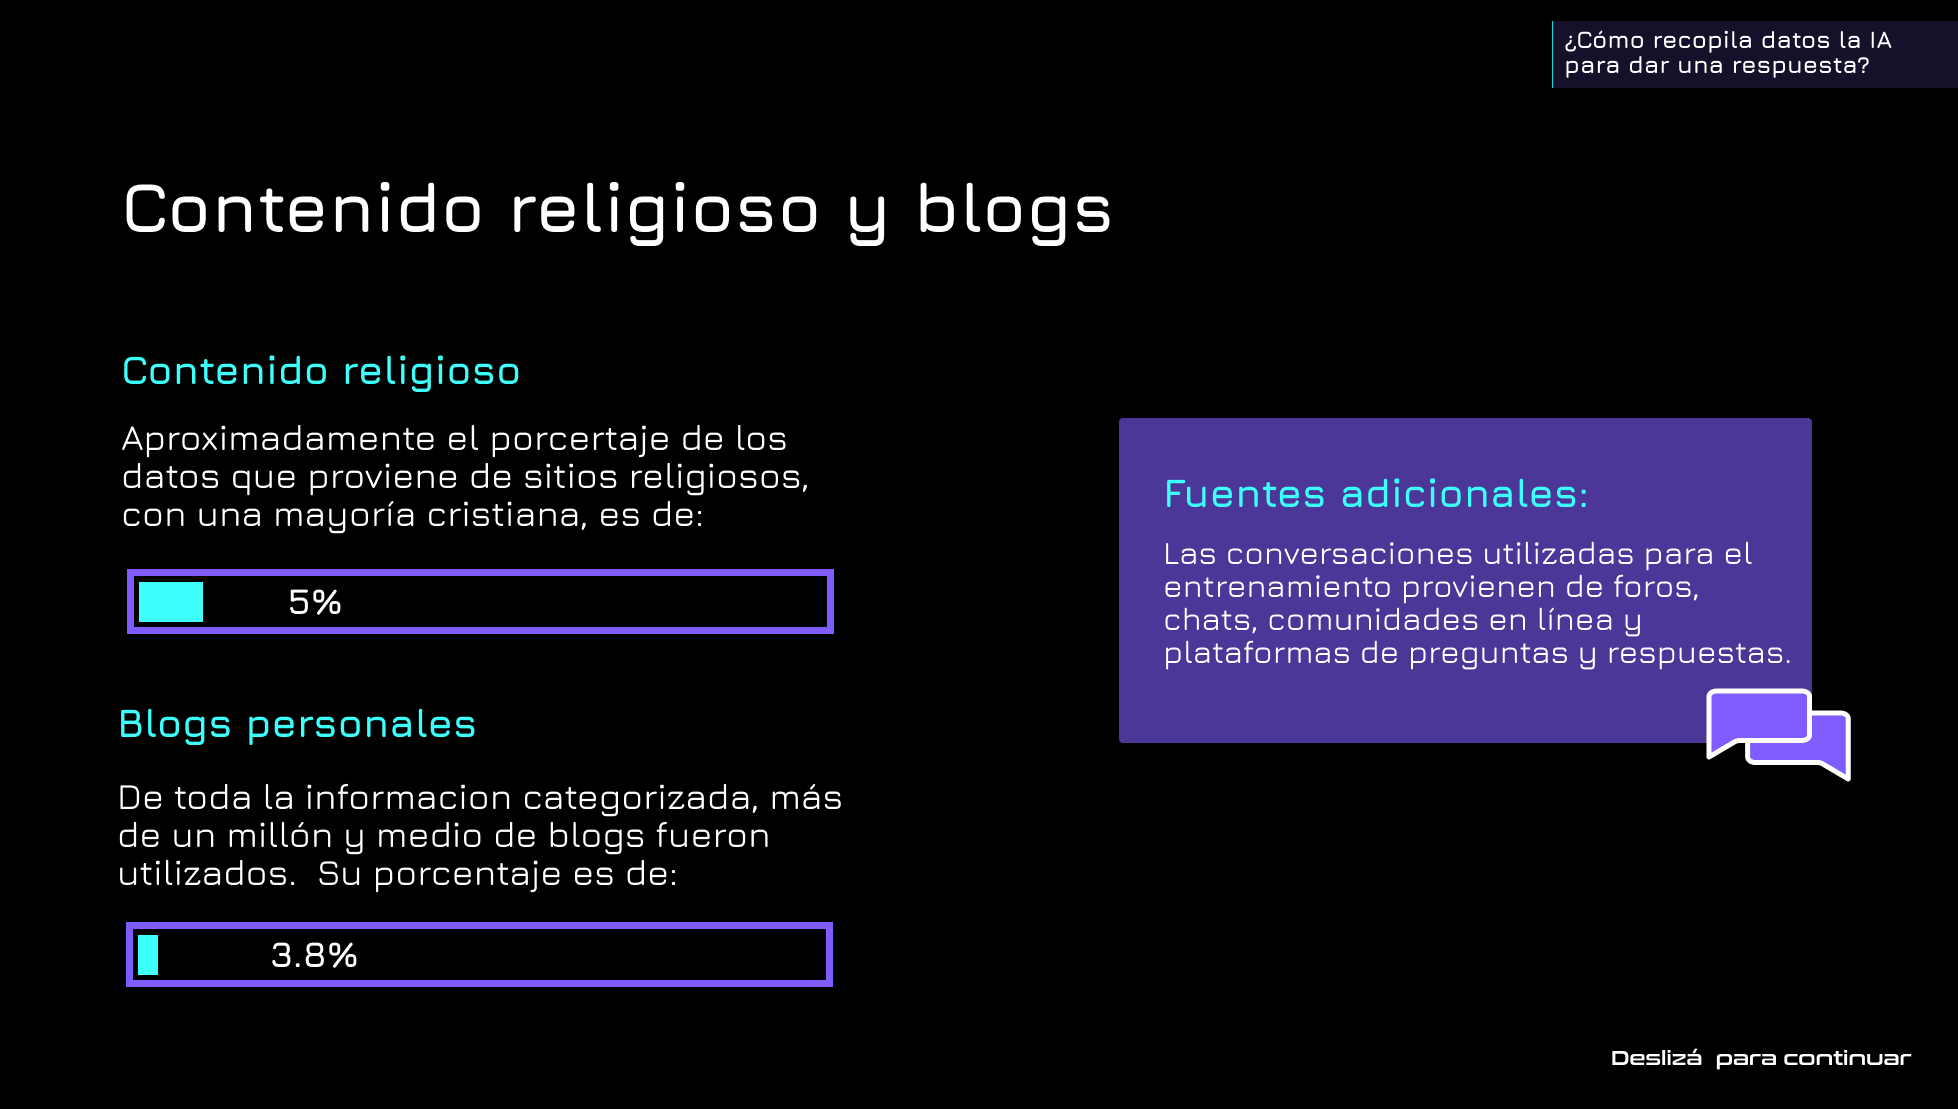 ¿Cómo recopila datos la IA
para dar una respuesta?
Contenido religioso y blogs
Contenido religioso
Aproximadamente el porcertaje de los
datos que proviene de sitios religiosos,
con una mayoría cristiana, es de:
5%
Blogs personales
De toda la informacion categorizada, más
de un millón y medio de blogs fueron
utilizados.  Su porcentaje es de:
3.8%
Fuentes adicionales:
Las conversaciones utilizadas para el
entrenamiento provienen de foros,
chats, comunidades en línea y
plataformas de preguntas y respuestas.
Deslizá  para continuar